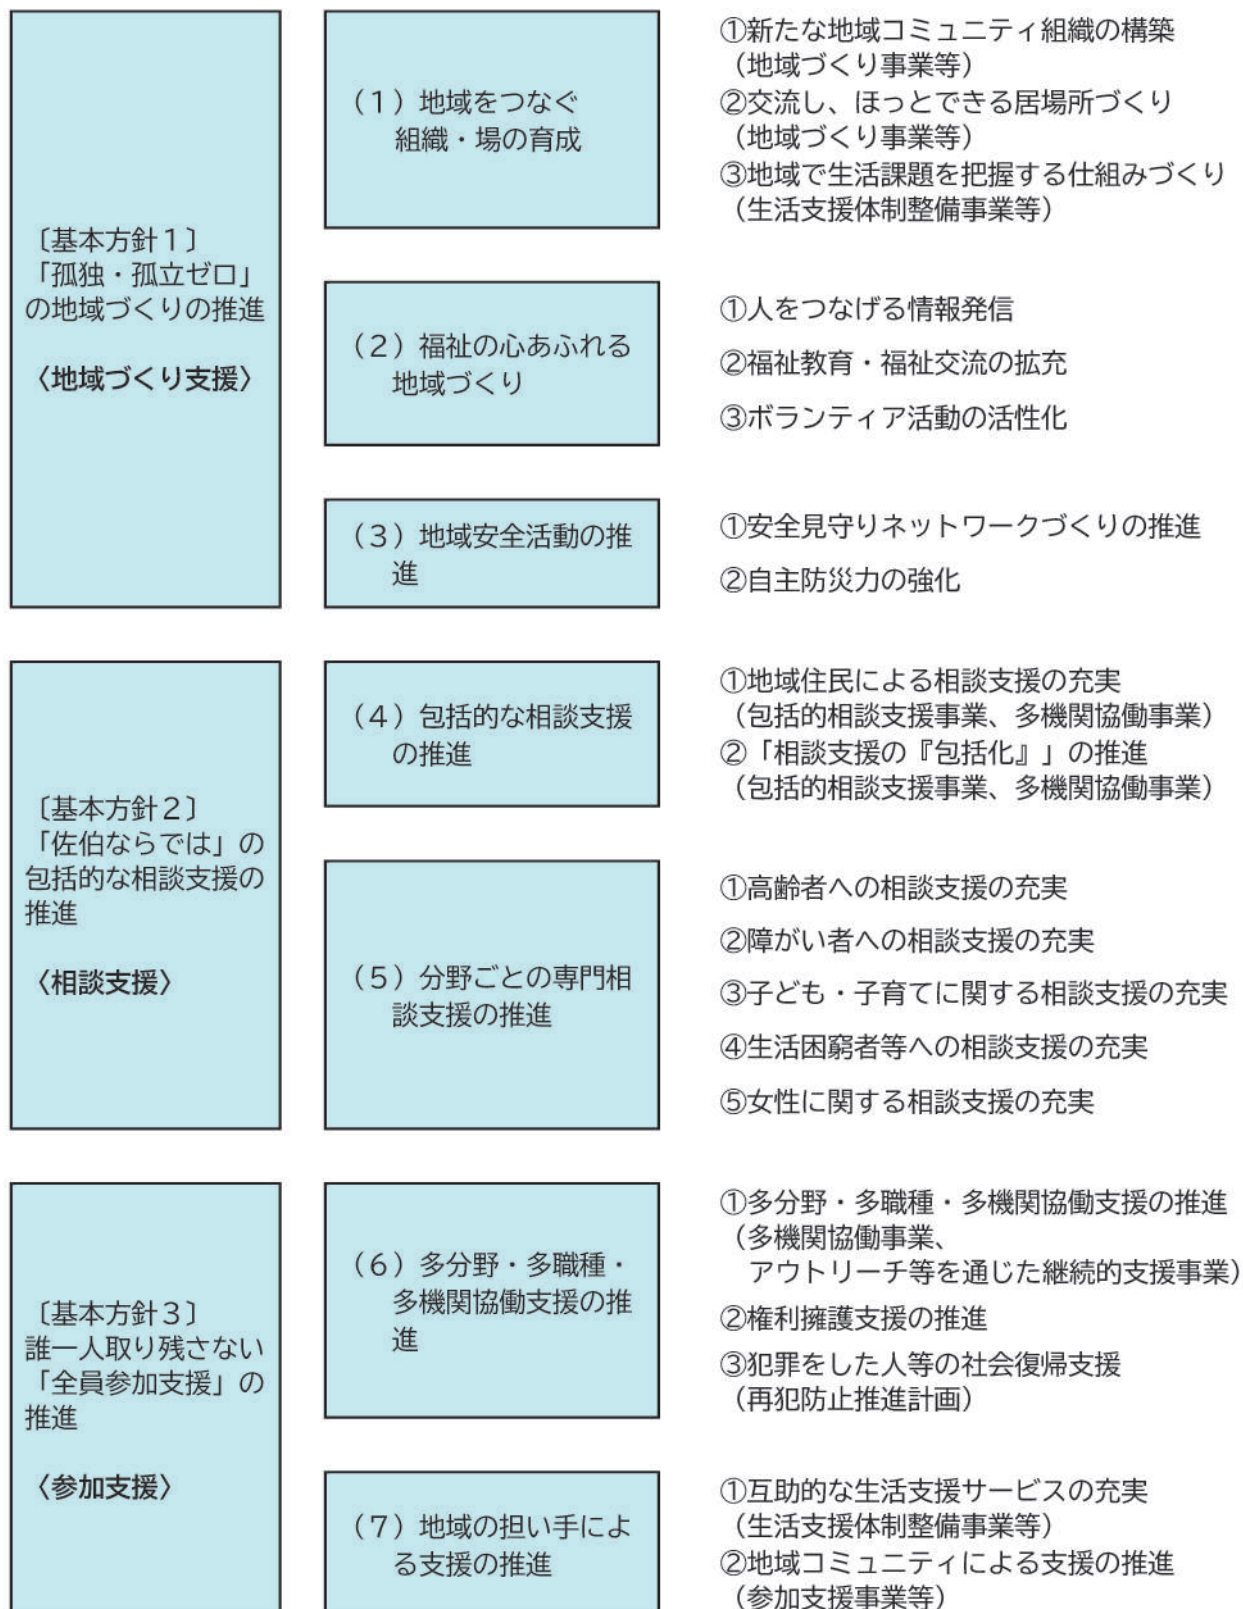 〔基本方針１〕
「孤独・孤立ゼロ」
の地域づくりの推進
〈地域づくり支援〉
（１）地域をつなぐ
組織・場の育成
①新たな地域コミュニティ組織の構築
（地域づくり事業等）
②交流し、ほっとできる居場所づくり
（地域づくり事業等）
③地域で生活課題を把握する仕組みづくり
（生活支援体制整備事業等）
（２）福祉の心あふれる
地域づくり
①人をつなげる情報発信
②福祉教育・福祉交流の拡充
③ボランティア活動の活性化
（３）地域安全活動の推
進
①安全見守りネットワークづくりの推進
②自主防災力の強化
〔基本方針２〕
「佐伯ならでは」の
包括的な相談支援の
推進
〈相談支援〉
（４）包括的な相談支援
の推進
①地域住民による相談支援の充実
（包括的相談支援事業、多機関協働事業）
②「相談支援の『包括化』」の推進
（包括的相談支援事業、多機関協働事業）
（５）分野ごとの専門相
談支援の推進
①高齢者への相談支援の充実
②障がい者への相談支援の充実
③子ども・子育てに関する相談支援の充実
④生活困窮者等への相談支援の充実
⑤女性に関する相談支援の充実
〔基本方針３〕
誰一人取り残さない
「全員参加支援」の
推進
〈参加支援〉
（６）多分野・多職種・
多機関協働支援の推
進
①多分野・多職種・多機関協働支援の推進
（多機関協働事業、
アウトリーチ等を通じた継続的支援事業）
②権利擁護支援の推進
③犯罪をした人等の社会復帰支援
（再犯防止推進計画）
（７）地域の担い手によ
る支援の推進
①互助的な生活支援サービスの充実
（生活支援体制整備事業等）
②地域コミュニティによる支援の推進
（参加支援事業等）